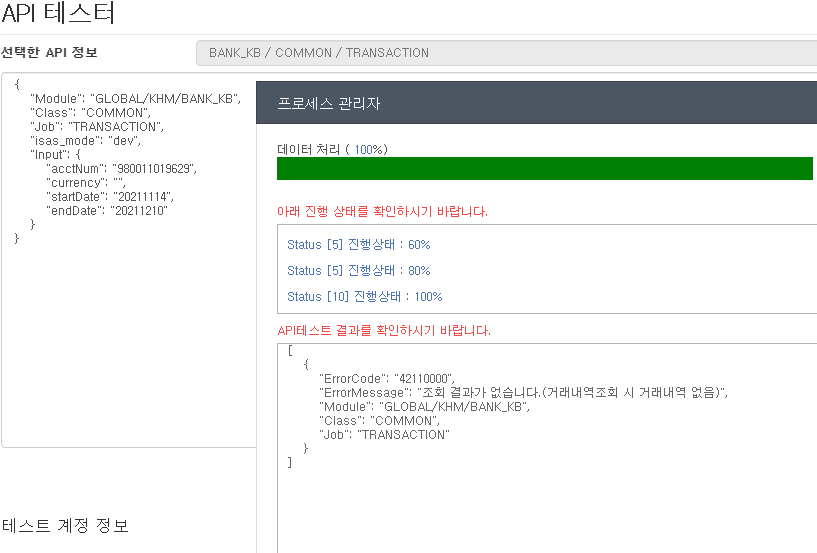 API 테스터
선택한 API 정보
BANK_KB / COMMON / TRANSACTION
{
"Module": "GLOBAL/KHM/BANK_KB",
"Class": "COMMON",
"Job": "TRANSACTION",
"isas_mode": "dev",
"Input": {
"acctNum": "980011019629",
"currency": "",
"startDate": "20211114",
"endDate": "20211210"
}
}
프로세스 관리자
데이터 처리 ( 100%)
아래 진행 상태를 확인하시기 바랍니다.
Status [5] 진행상태 : 60%
Status [5] 진행상태 : 80%
Status [10] 진행상태 : 100%
API테스트 결과를 확인하시기 바랍니다.
[
{
"ErrorCode": "42110000",
"ErrorMessage": "조회 결과가 없습니다.(거래내역조회 시 거래내역 없음)",
"Module": "GLOBAL/KHM/BANK_KB",
"Class": "COMMON",
"Job": "TRANSACTION"
}
]
테스트 계정 정보